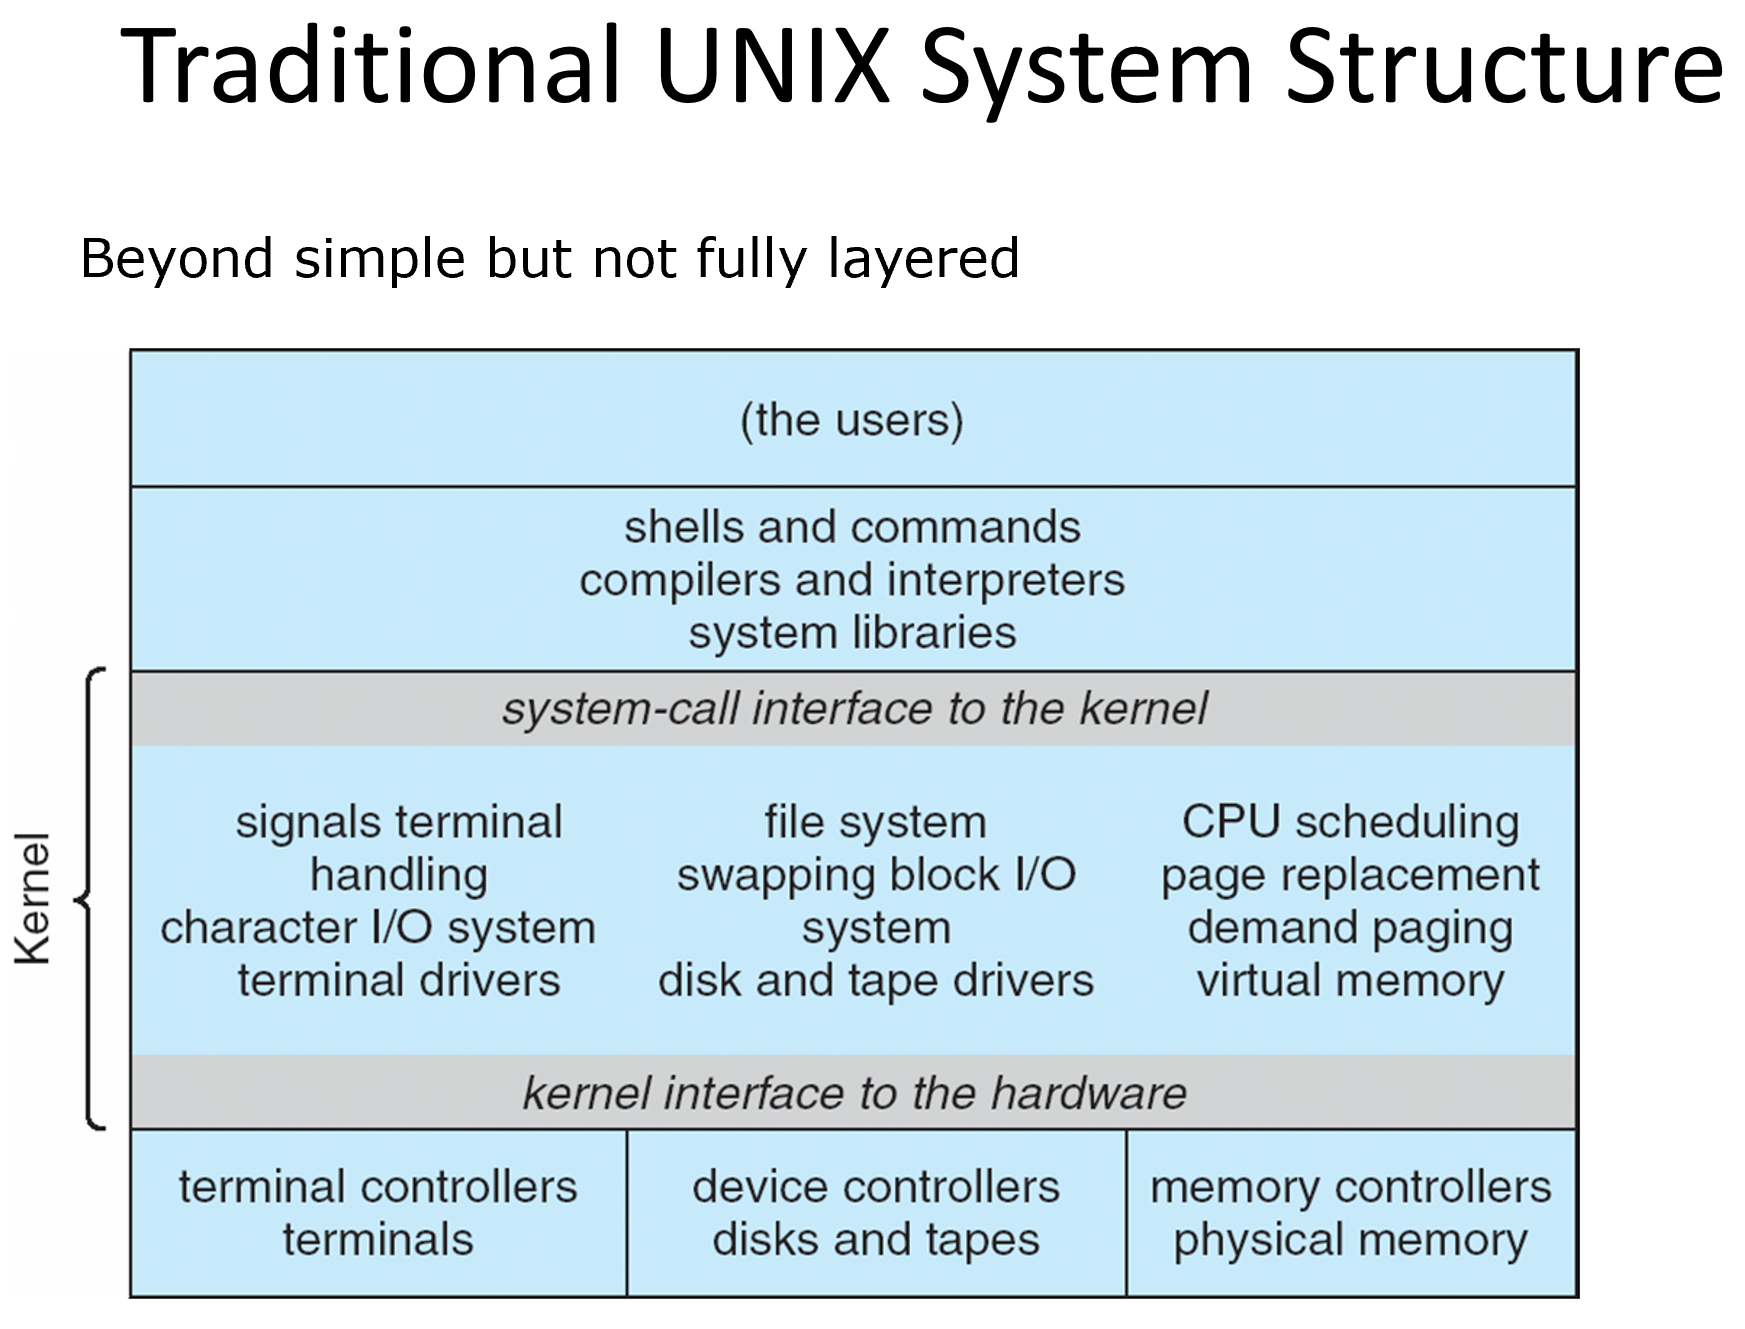 Traditional UNIX System Structure
Beyond simple but not fully layered
(the users)
shells and commands
compilers and interpreters
system libraries
Kernel
system-call interface to the kernel
signals terminal
handling
character I/O system
terminal drivers
file system
swapping block I/O
system
disk and tape drivers
CPU scheduling
page replacement
demand paging
virtual memory
kernel interface to the hardware
terminal controllers
terminals
device controllers
disks and tapes
memory controllers
physical memory